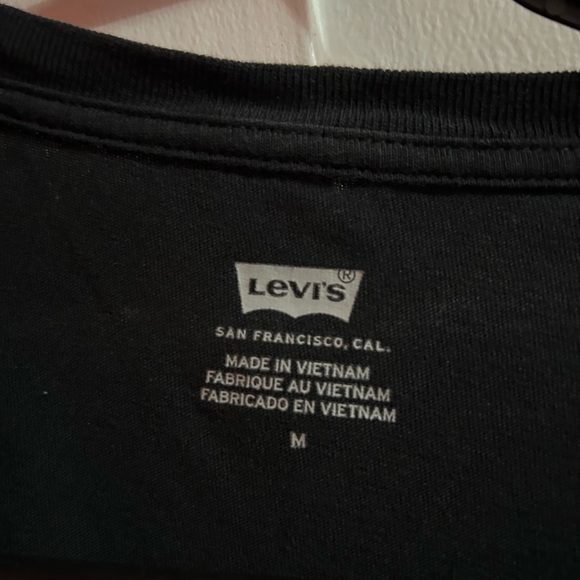 Levi's®
SAN FRANCISCO, CAL.
MADE IN VIETNAM
FABRIQUE AU VIETNAM
FABRICADO EN VIETNAM
M